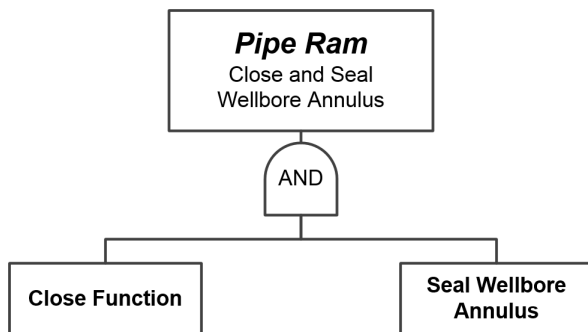 Pipe Ram
Close and Seal
Wellbore Annulus
AND
Close Function
Seal Wellbore
Annulus